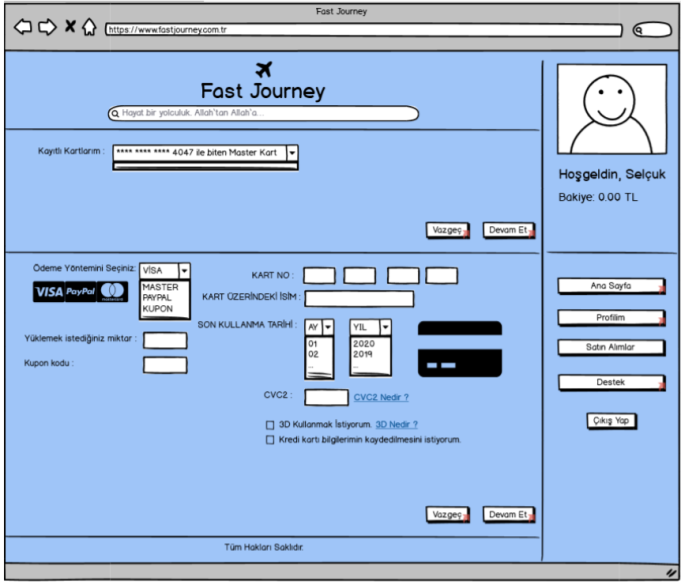 Fast Journey
https://www.fastjourney.com.tr
Fast Journey
Hayat bir yolculuk. Allah'tan Allah'a...
Kayıtlı Kartlarım :
**** **** **** 4047 ile biten Master Kart
Vazgeç
Devam Et
Hoşgeldin, Selçuk
Bakiye: 0.00 TL
Ödeme Yöntemini Seçiniz:
VİSA
MASTER
PAYPAL
KUPON
VISA PayPal
Yüklemek istediğiniz miktar :
Kupon kodu :
KART NO :
KART ÜZERİNDEKİ İSİM :
SON KULLANMA TARİHİ :
AY
01
02
...
YIL
2020
2019
...
CVC2 :
CVC2 Nedir ?
3D Kullanmak İstiyorum. 3D Nedir ?
Kredi kartı bilgilerimin kaydedilmesini istiyorum.
Vazgeç
Devam Et
Ana Sayfa
Profilim
Satın Alımlar
Destek
Çıkış Yap
Tüm Hakları Saklıdır.